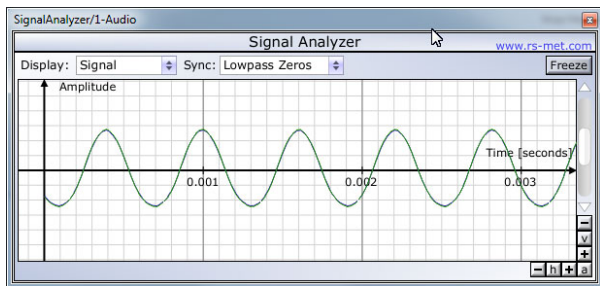 SignalAnalyzer/1-Audio
Signal Analyzer
www.rs-met.com
Display: Signal Sync: Lowpass Zeros Freeze
Amplitude
Time [seconds]
0.001 0.002 0.003
v
h + a